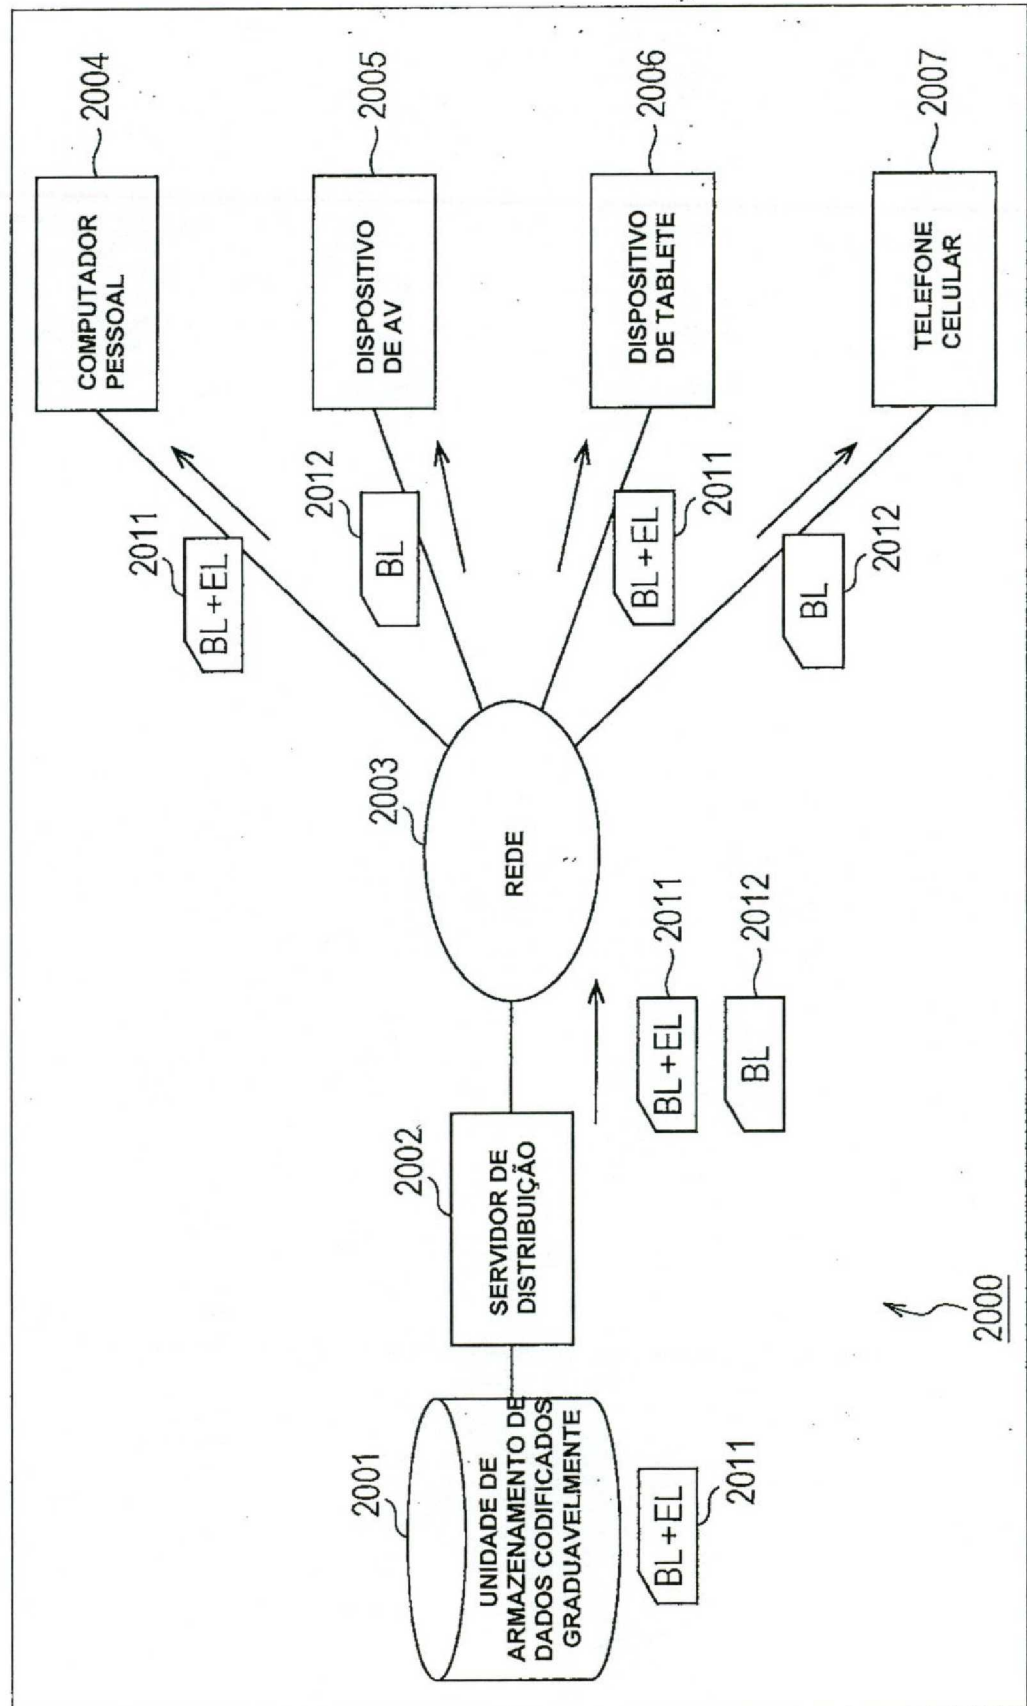 2001
UNIDADE DE
ARMAZENAMENTO DE
DADOS CODIFICADOS
GRADUAVELMENTE
BL+EL
2011
2002
SERVIDOR DE
DISTRIBUIÇÃO
BL+EL
2011
BL
2012
2003
REDE
2011
BL+EL
2012
BL
BL+EL
2011
BL
2012
COMPUTADOR
PESSOAL
2004
DISPOSITIVO
DE AV
2005
DISPOSITIVO
DE TABLETE
2006
TELEFONE
CELULAR
2007
2000